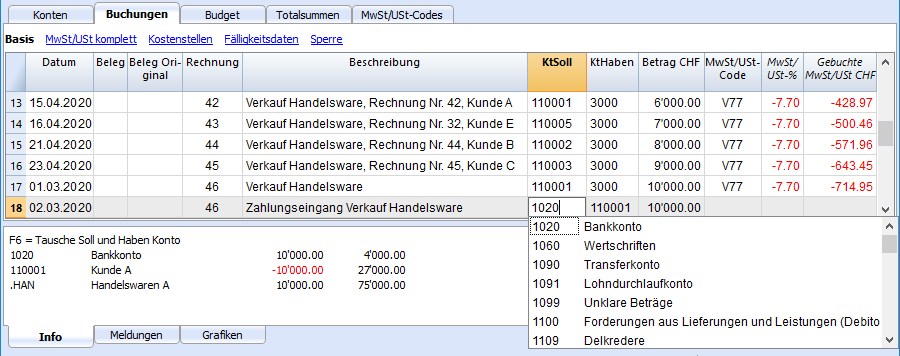 Konten Buchungen Budget Totalsummen MwSt/USt-Codes
Basis MwSt/USt komplett Kostenstellen Fälligkeitsdaten Sperre
Datum Beleg Beleg Ori- Rechnung Beschreibung KtSoll KtHaben Betrag CHF MwSt/USt- MwSt/ Gebuchte
ginal Code USt-% MwSt/USt CHF
13 15.04.2020 42 Verkauf Handelsware, Rechnung Nr. 42, Kunde A 110001 3000 6'000.00 V77 -7.70 -428.97
14 16.04.2020 43 Verkauf Handelsware, Rechnung Nr. 32, Kunde E 110005 3000 7'000.00 V77 -7.70 -500.46
15 21.04.2020 44 Verkauf Handelsware, Rechnung Nr. 44, Kunde B 110002 3000 8'000.00 V77 -7.70 -571.96
16 23.04.2020 45 Verkauf Handelsware, Rechnung Nr. 45, Kunde C 110003 3000 9'000.00 V77 -7.70 -643.45
17 01.03.2020 46 Verkauf Handelsware 110001 3000 10'000.00 V77 -7.70 -714.95
18 02.03.2020 46 Zahlungseingang Verkauf Handelsware 1020 110001 10'000.00
F6 = Tausche Soll und Haben Konto
1020 Bankkonto 10'000.00 4'000.00
110001 Kunde A -10'000.00 27'000.00
.HAN Handelswaren A 10'000.00 75'000.00
1020 Bankkonto
1060 Wertschriften
1090 Transferkonto
1091 Lohndurchlaufkonto
1099 Unklare Beträge
1100 Forderungen aus Lieferungen und Leistungen (Debito
1109 Delkredere
Info Meldungen Grafiken